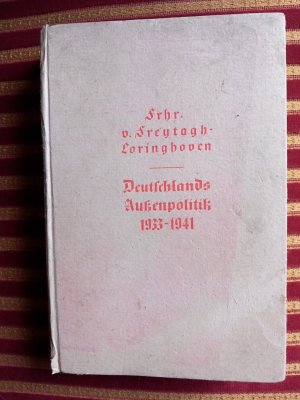 Frhr.
v. Freytagh-
Loringhoven
Deutschlands
Außenpolitik
1933-1941